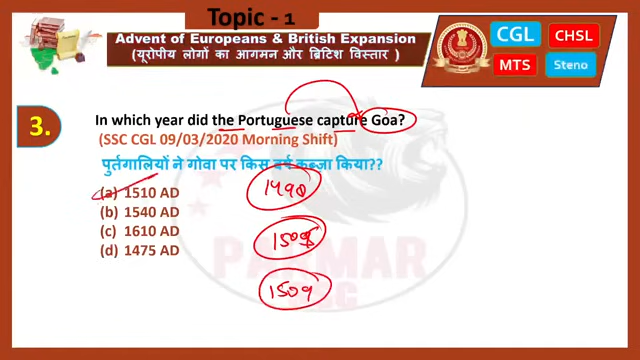 Topic - 1
Advent of Europeans & British Expansion
(यूरोपीय लोगों का आगमन और ब्रिटिश विस्तार )
CGL
CHSL
MTS
Steno
3.
In which year did the Portuguese capture Goa?
(SSC CGL 09/03/2020 Morning Shift)
पुर्तगालियों ने गोवा पर किस वर्ष कब्जा किया??
(a) 1510 AD
(b) 1540 AD
(c) 1610 AD
(d) 1475 AD
1498
1509
PARMAR
SSC